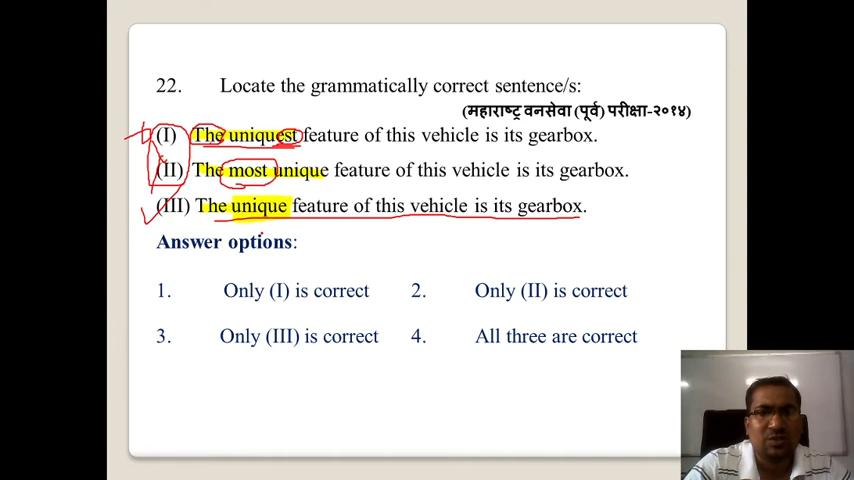 22. Locate the grammatically correct sentence/s:
(महाराष्ट्र वनसेवा (पूर्व) परीक्षा-२०१४)
(I) The uniquest feature of this vehicle is its gearbox.
(II) The most unique feature of this vehicle is its gearbox.
(III) The unique feature of this vehicle is its gearbox.
Answer options:
1. Only (I) is correct 2. Only (II) is correct
3. Only (III) is correct 4. All three are correct